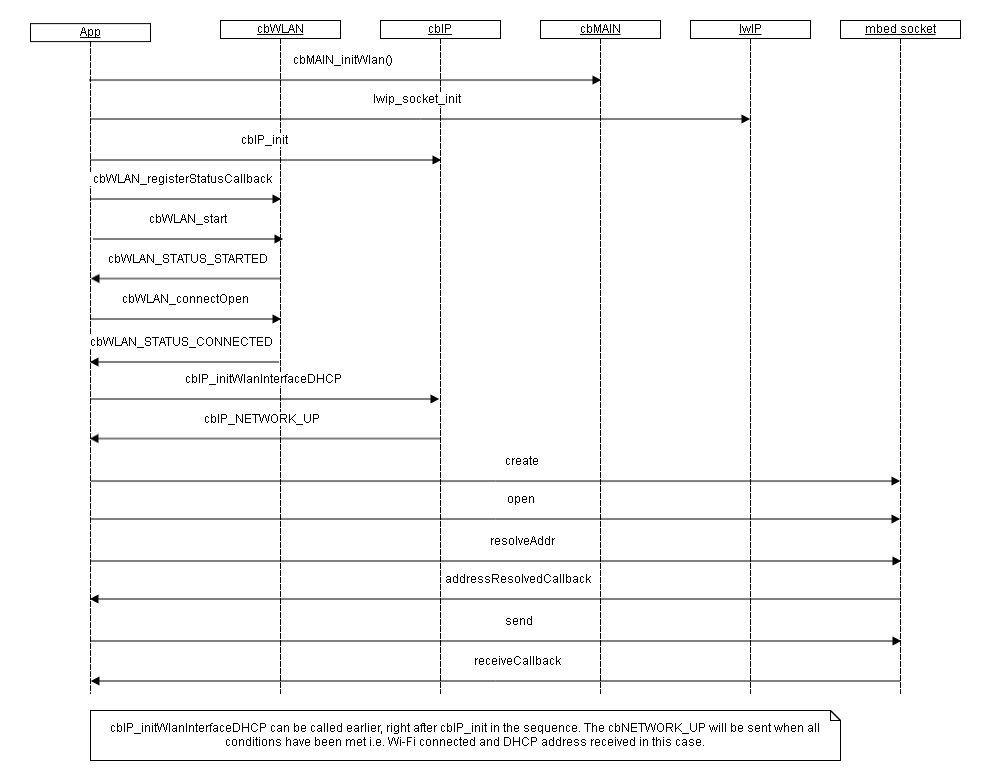 App
cbWLAN
cbIP
cbMAIN
lwIP
mbed socket
cbMAIN_initWlan()
lwip_socket_init
cbIP_init
cbWLAN_registerStatusCallback
cbWLAN_start
cbWLAN_STATUS_STARTED
cbWLAN_connectOpen
cbWLAN_STATUS_CONNECTED
cbIP_initWlanInterfaceDHCP
cbIP_NETWORK_UP
create
open
resolveAddr
addressResolvedCallback
send
receiveCallback
cbIP_initWlanInterfaceDHCP can be called earlier, right after cbIP_init in the sequence. The cbNETWORK_UP will be sent when all
conditions have been met i.e. Wi-Fi connected and DHCP address received in this case.